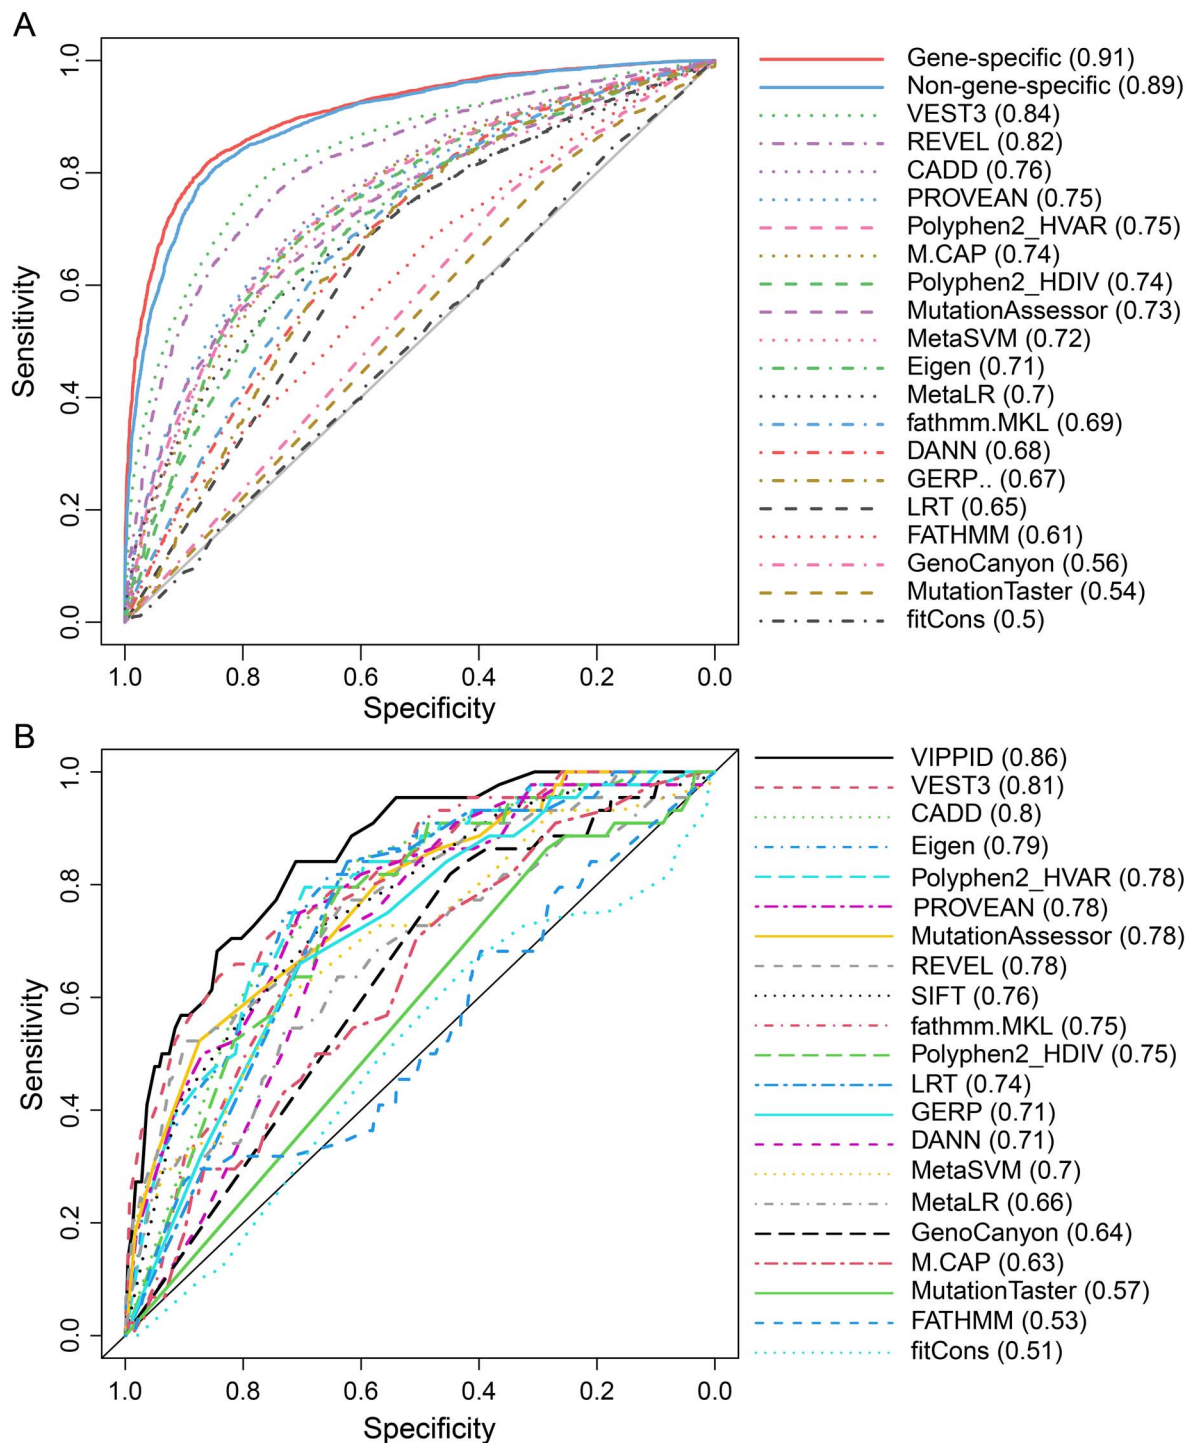 A
Sensitivity
1.0
0.8
0.6
0.4
0.2
0.0
1.0 0.8 0.6 0.4 0.2 0.0
Specificity
Gene-specific (0.91)
Non-gene-specific (0.89)
VEST3 (0.84)
REVEL (0.82)
CADD (0.76)
PROVEAN (0.75)
Polyphen2_HVAR (0.75)
M.CAP (0.74)
Polyphen2_HDIV (0.74)
MutationAssessor (0.73)
MetaSVM (0.72)
Eigen (0.71)
MetaLR (0.7)
fathmm.MKL (0.69)
DANN (0.68)
GERP.. (0.67)
LRT (0.65)
FATHMM (0.61)
GenoCanyon (0.56)
MutationTaster (0.54)
fitCons (0.5)
B
Sensitivity
1.0
0.8
0.6
0.4
0.2
0.0
1.0 0.8 0.6 0.4 0.2 0.0
Specificity
VIPPID (0.86)
VEST3 (0.81)
CADD (0.8)
Eigen (0.79)
Polyphen2_HVAR (0.78)
PROVEAN (0.78)
MutationAssessor (0.78)
REVEL (0.78)
SIFT (0.76)
fathmm.MKL (0.75)
Polyphen2_HDIV (0.75)
LRT (0.74)
GERP (0.71)
DANN (0.71)
MetaSVM (0.7)
MetaLR (0.66)
GenoCanyon (0.64)
M.CAP (0.63)
MutationTaster (0.57)
FATHMM (0.53)
fitCons (0.51)